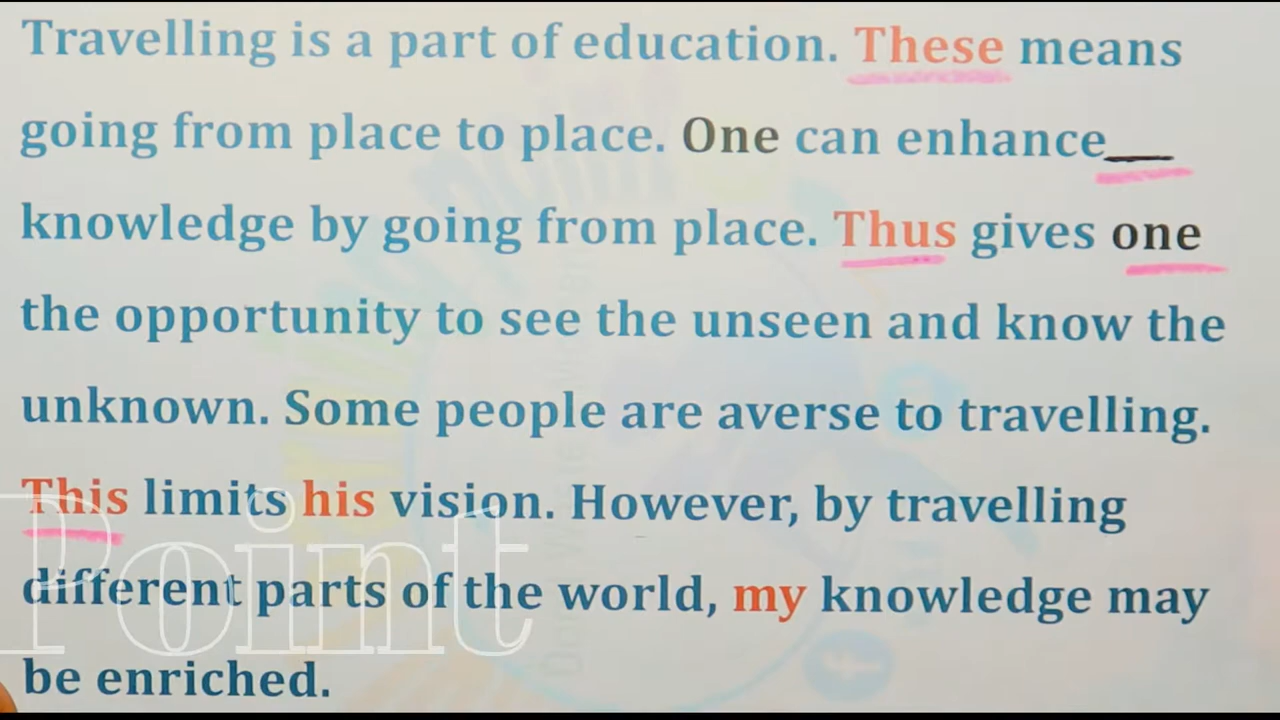 Travelling is a part of education. These means
going from place to place. One can enhance__
knowledge by going from place. Thus gives one
the opportunity to see the unseen and know the
unknown. Some people are averse to travelling.
This limits his vision. However, by travelling
different parts of the world, my knowledge may
be enriched.
Point